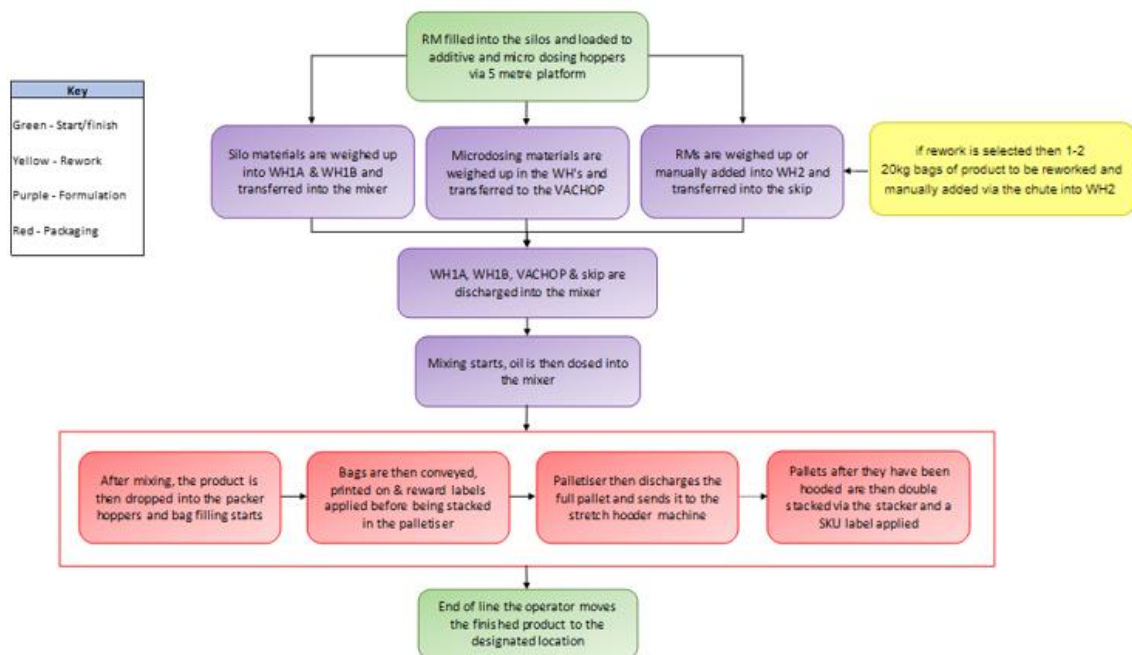 RM filled into the silos and loaded to
additive and micro dosing hoppers
via 5 metre platform
Key
Green - Start/finish
Yellow - Rework
Purple - Formulation
Red - Packaging
Silo materials are weighed up
into WH1A & WH1B and
transferred into the mixer
Microdosing materials are
weighed up in the WH's and
transferred to the VACHOP
RMs are weighed up or
manually added into WH2 and
transferred into the skip
if rework is selected then 1-2
20kg bags of product to be reworked and
manually added via the chute into WH2
WH1A, WH1B, VACHOP & skip are
discharged into the mixer
Mixing starts, oil is then dosed into
the mixer
After mixing, the product is
then dropped into the packer
hoppers and bag filling starts
Bags are then conveyed,
printed on & reward labels
applied before being stacked
in the palletiser
Palletiser then discharges the
full pallet and sends it to the
stretch hooder machine
Pallets after they have been
hooded are then double
stacked via the stacker and a
SKU label applied
End of line the operator moves
the finished product to the
designated location